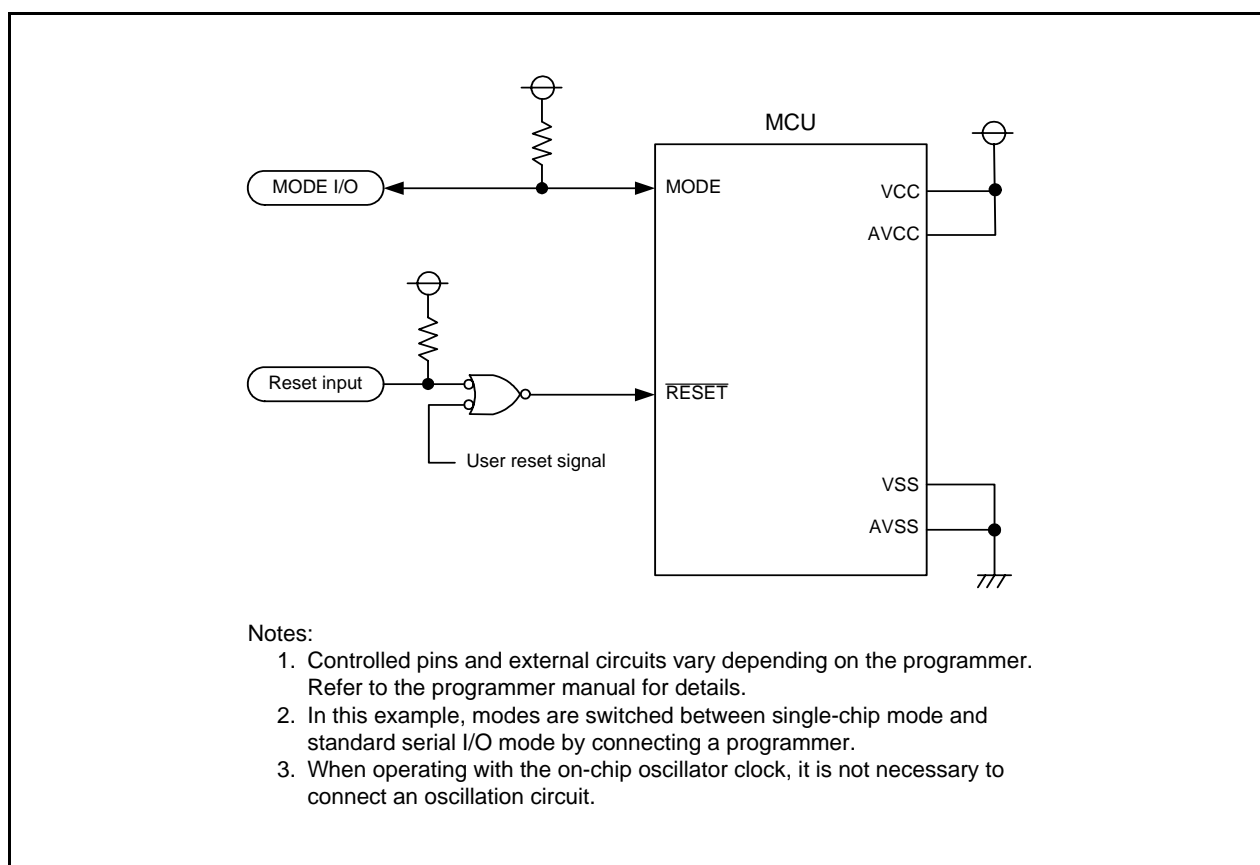 MCU
MODE I/O
MODE
VCC
AVCC
Reset input
RESET
User reset signal
VSS
AVSS
Notes:
1. Controlled pins and external circuits vary depending on the programmer.
Refer to the programmer manual for details.
2. In this example, modes are switched between single-chip mode and
standard serial I/O mode by connecting a programmer.
3. When operating with the on-chip oscillator clock, it is not necessary to
connect an oscillation circuit.